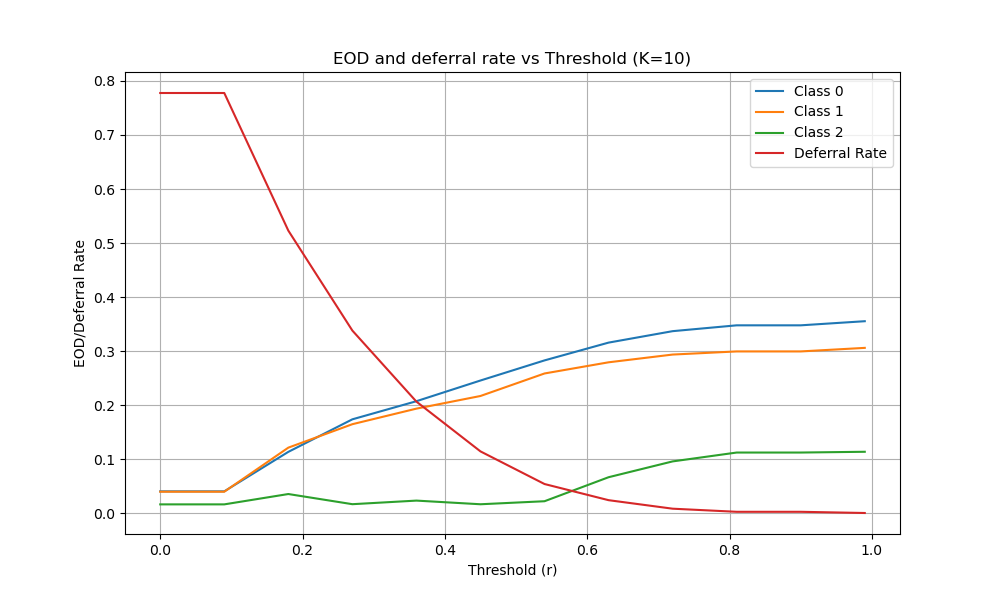 EOD and deferral rate vs Threshold (K=10)
Class 0
Class 1
Class 2
Deferral Rate
EOD/Deferral Rate
0.8
0.7
0.6
0.5
0.4
0.3
0.2
0.1
0.0
0.0 0.2 0.4 0.6 0.8 1.0
Threshold (r)